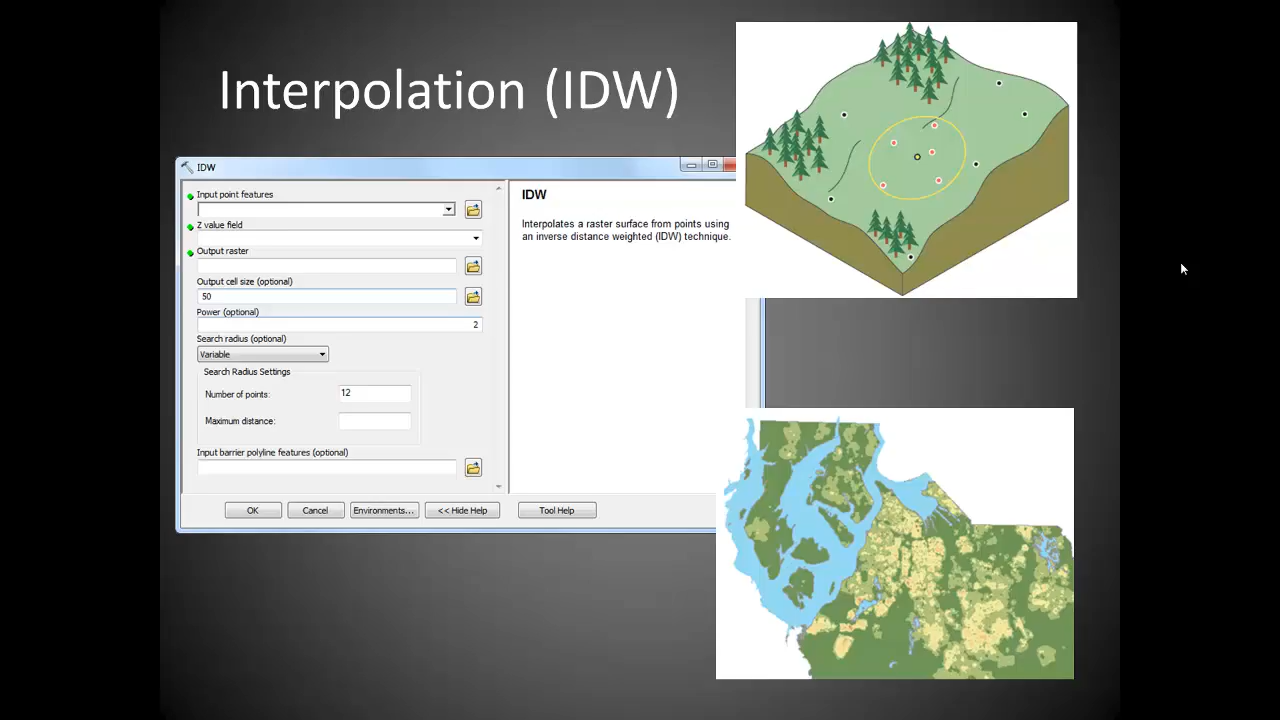 Interpolation (IDW)
IDW
Input point features
Z value field
Output raster
Output cell size (optional)
50
Power (optional)
2
Search radius (optional)
Variable
Search Radius Settings
Number of points:
12
Maximum distance:
Input barrier polyline features (optional)
OK
Cancel
Environments...
<< Hide Help
Tool Help
IDW
Interpolates a raster surface from points using
an inverse distance weighted (IDW) technique.